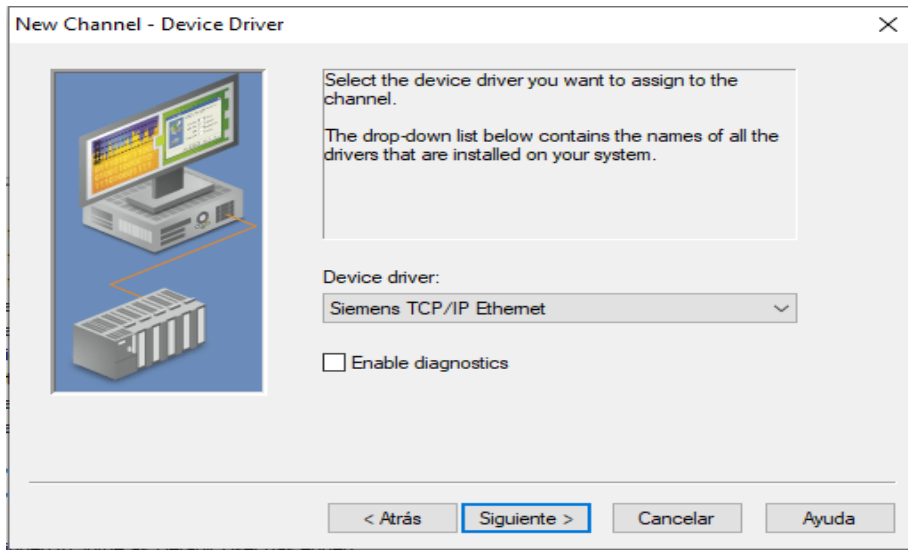 New Channel - Device Driver
Select the device driver you want to assign to the
channel.
The drop-down list below contains the names of all the
drivers that are installed on your system.
Device driver:
Siemens TCP/IP Ethernet
Enable diagnostics
< Atrás
Siguiente >
Cancelar
Ayuda